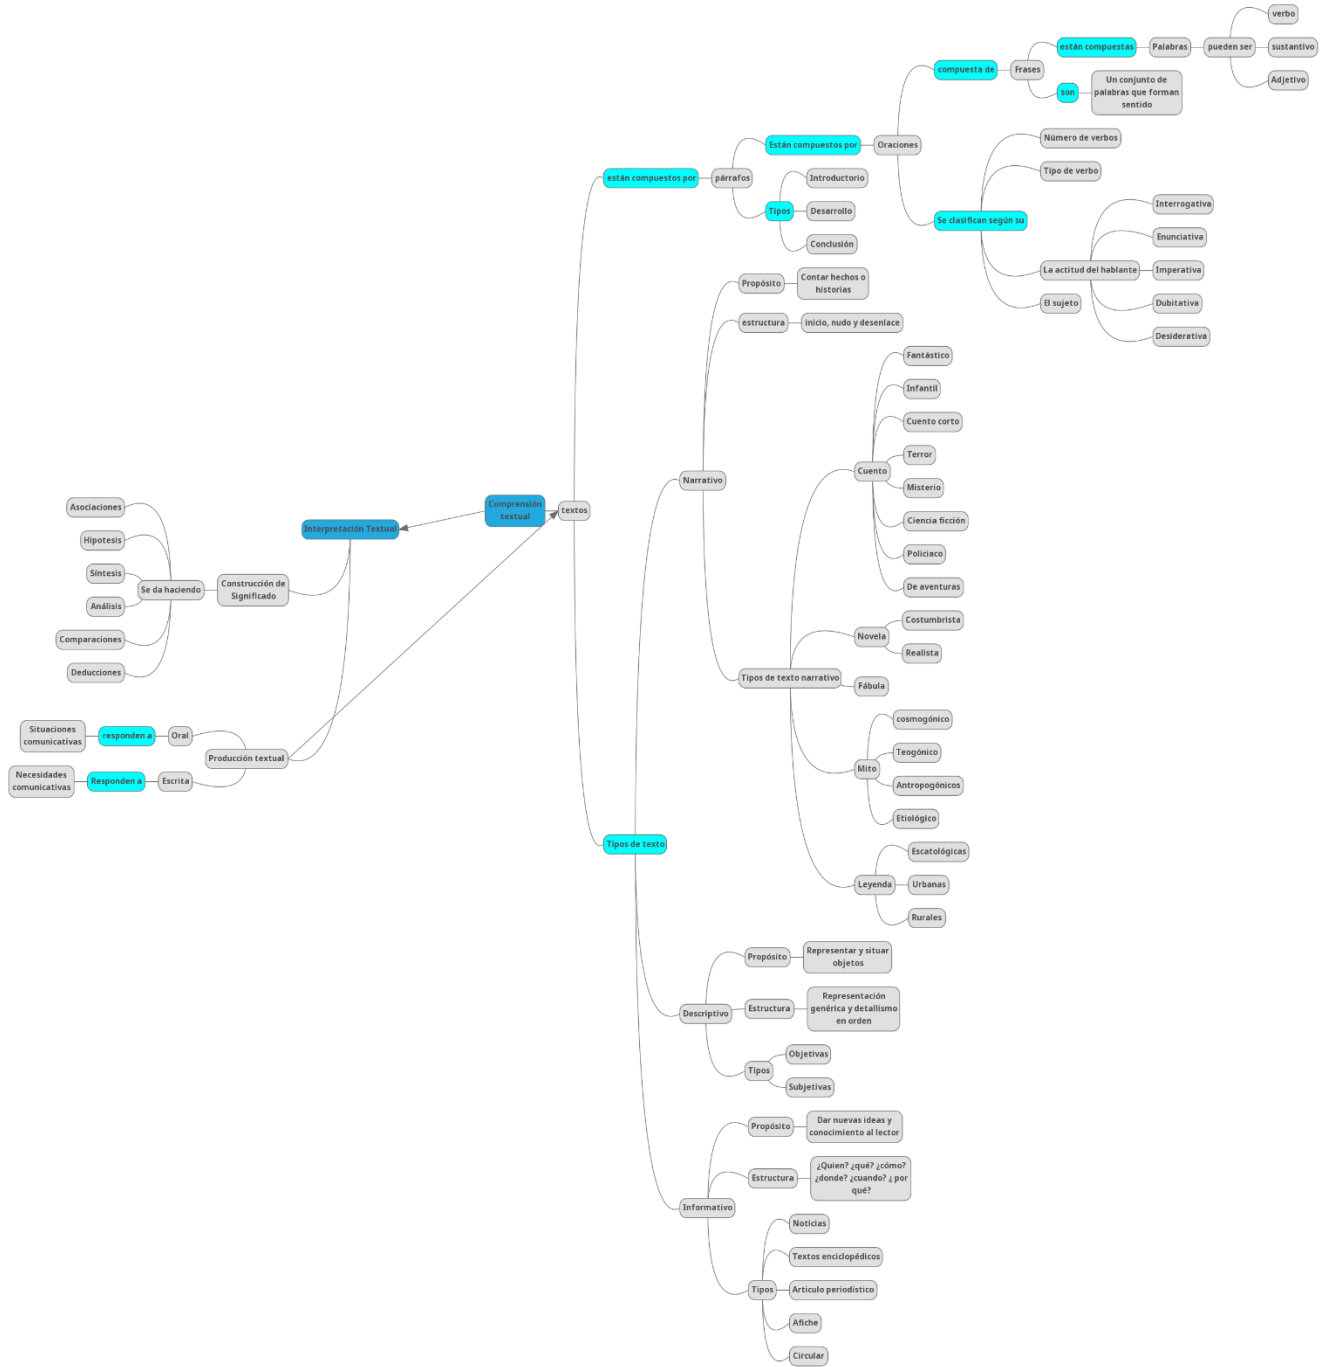 verbo
están compuestas
Palabras
pueden ser
sustantivo
compuesta de
Frases
Adjetivo
son
Un conjunto de
palabras que forman
sentido
Están compuestos por
Oraciones
Número de verbos
Tipo de verbo
están compuestos por
párrafos
Introductorio
Tipos
Desarrollo
Conclusión
Se clasifican según su
Interrogativa
Enunciativa
La actitud del hablante
Imperativa
Dubitativa
Desiderativa
El sujeto
Propósito
Contar hechos o
historias
estructura
inicio, nudo y desenlace
Narrativo
Fantástico
Infantil
Cuento corto
Terror
Cuento
Misterio
Ciencia ficción
Policiaco
De aventuras
Costumbrista
Novela
Realista
Tipos de texto narrativo
Fábula
cosmogónico
Teogónico
Mito
Antropogónicos
Etiológico
Escatológicas
Leyenda
Urbanas
Rurales
Comprensión
textual
textos
Interpretación Textual
Asociaciones
Hipotesis
Síntesis
Se da haciendo
Construcción de
Significado
Análisis
Comparaciones
Deducciones
Situaciones
comunicativas
responden a
Oral
Producción textual
Necesidades
comunicativas
Responden a
Escrita
Tipos de texto
Propósito
Representar y situar
objetos
Descriptivo
Estructura
Representación
genérica y detallismo
en orden
Tipos
Objetivas
Subjetivas
Propósito
Dar nuevas ideas y
conocimiento al lector
Estructura
¿Quien? ¿qué? ¿cómo?
¿donde? ¿cuando? ¿ por
qué?
Informativo
Noticias
Textos enciclopédicos
Tipos
Articulo periodístico
Afiche
Circular